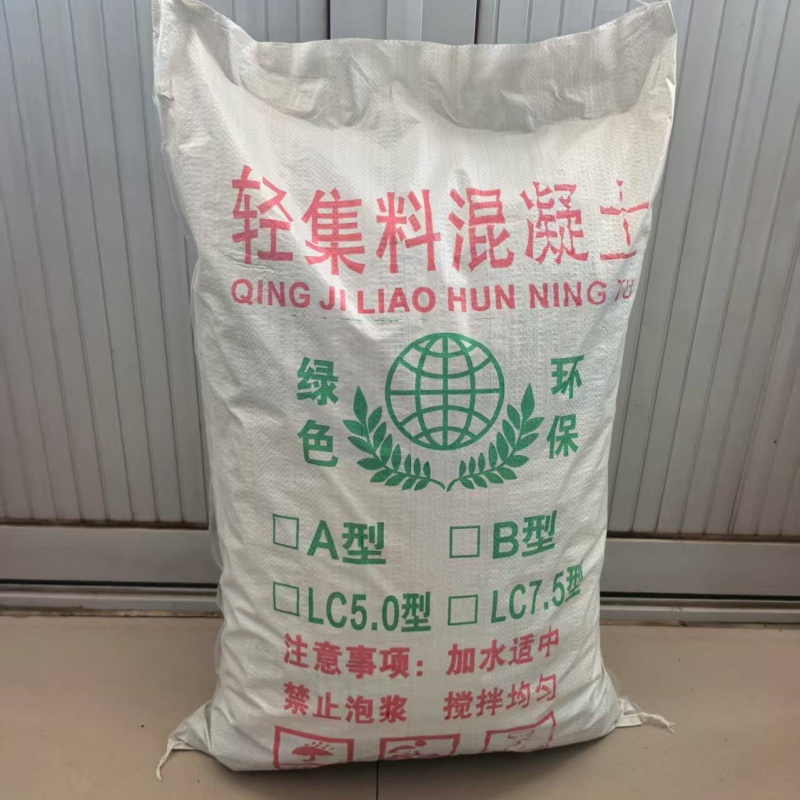 轻集料混凝土
QING JI LIAO HUN NING TU
绿色
环保
□A型 □B型
□LC5.0型 □LC7.5型
注意事项：加水适中
禁止泡浆 搅拌均匀